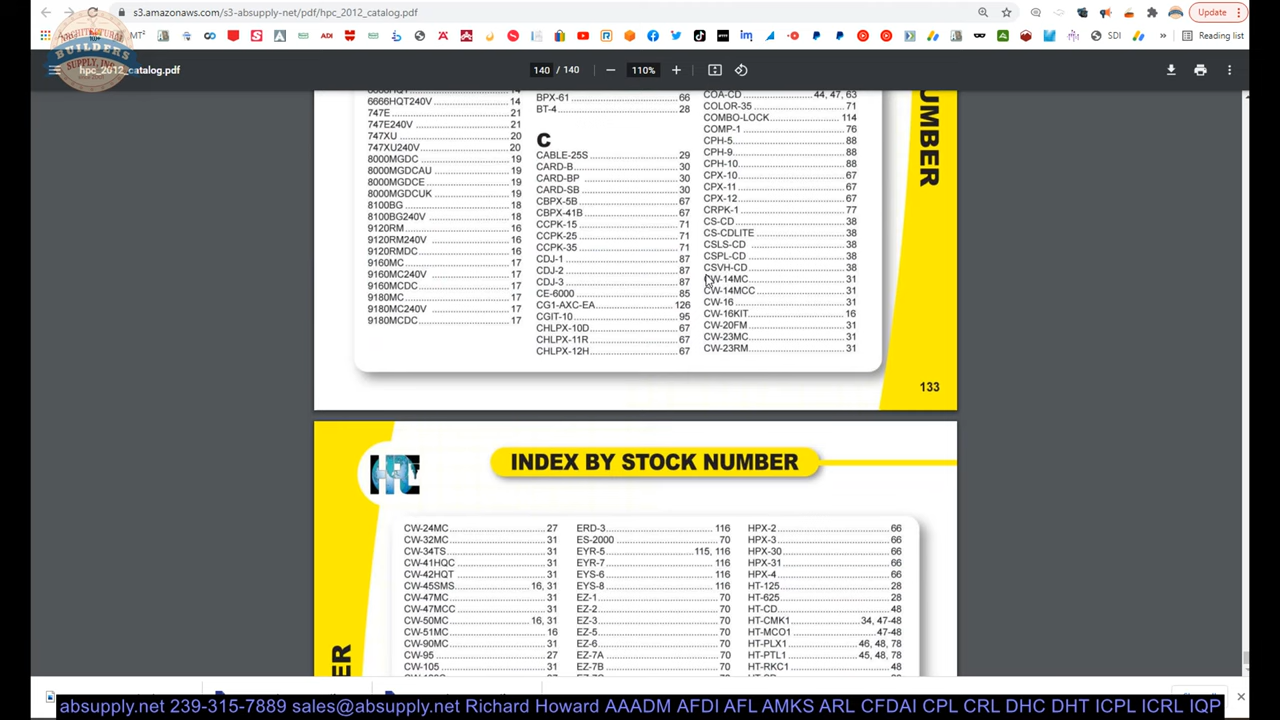 s3.amazonaws.com/s3-absupply-net/pdf/hpc_2012_catalog.pdf
Update
SDI
Reading list
ARCHITECTURAL
BUILDERS
SUPPLY, INC.
hpc_2012_catalog.pdf
140 / 140
110%
6666HQT240V 14
747E 21
747E240V 21
747XU 20
747XU240V 20
8000MGDC 19
8000MGDCAU 19
8000MGDCE 19
8000MGDCUK 19
8100BG 18
8100BG240V 18
9120RM 16
9120RM240V 16
9120RMDC 16
9160MC 17
9160MC240V 17
9160MCDC 17
9180MC 17
9180MC240V 17
9180MCDC 17
BPX-61 66
BT-4 28
C
CABLE-25S 29
CARD-B 30
CARD-BP 30
CARD-SB 30
CBPX-5B 67
CBPX-41B 67
CCPK-15 71
CCPK-25 71
CCPK-35 71
CDJ-1 87
CDJ-2 87
CDJ-3 87
CE-6000 85
CG1-AXC-EA 126
CGIT-10 95
CHLPX-10D 67
CHLPX-11R 67
CHLPX-12H 67
COA-CD 44, 47, 63
COLOR-35 71
COMBO-LOCK 114
COMP-1 76
CPH-5 88
CPH-9 88
CPH-10 88
CPX-10 67
CPX-11 67
CPX-12 67
CRPK-1 77
CS-CD 38
CS-CDLITE 38
CSLS-CD 38
CSPL-CD 38
CSVH-CD 38
CW-14MC 31
CW-14MCC 31
CW-16 31
CW-16KIT 16
CW-20FM 31
CW-23MC 31
CW-23RM 31
UMBER
133
HPC
INDEX BY STOCK NUMBER
CW-24MC 27
CW-32MC 31
CW-34TS 31
CW-41HQC 31
CW-42HQT 31
CW-45SMS 16, 31
CW-47MC 31
CW-47MCC 31
CW-50MC 16, 31
CW-51MC 16
CW-90MC 31
CW-95 27
CW-105 31
ERD-3 116
ES-2000 70
EYR-5 115, 116
EYR-7 116
EYS-6 116
EYS-8 116
EZ-1 70
EZ-2 70
EZ-3 70
EZ-5 70
EZ-6 70
EZ-7A 70
EZ-7B 70
HPX-2 66
HPX-3 66
HPX-30 66
HPX-31 66
HPX-4 66
HT-125 28
HT-625 28
HT-CD 48
HT-CMK1 34, 47-48
HT-MCO1 47-48
HT-PLX1 46, 48, 78
HT-PTL1 45, 48, 78
HT-RKC1 48
ER
absupply.net 239-315-7889 sales@absupply.net Richard Howard AAADM AFDI AFL AMKS ARL CFDAI CPL CRL DHC DHT ICPL ICRL IQP